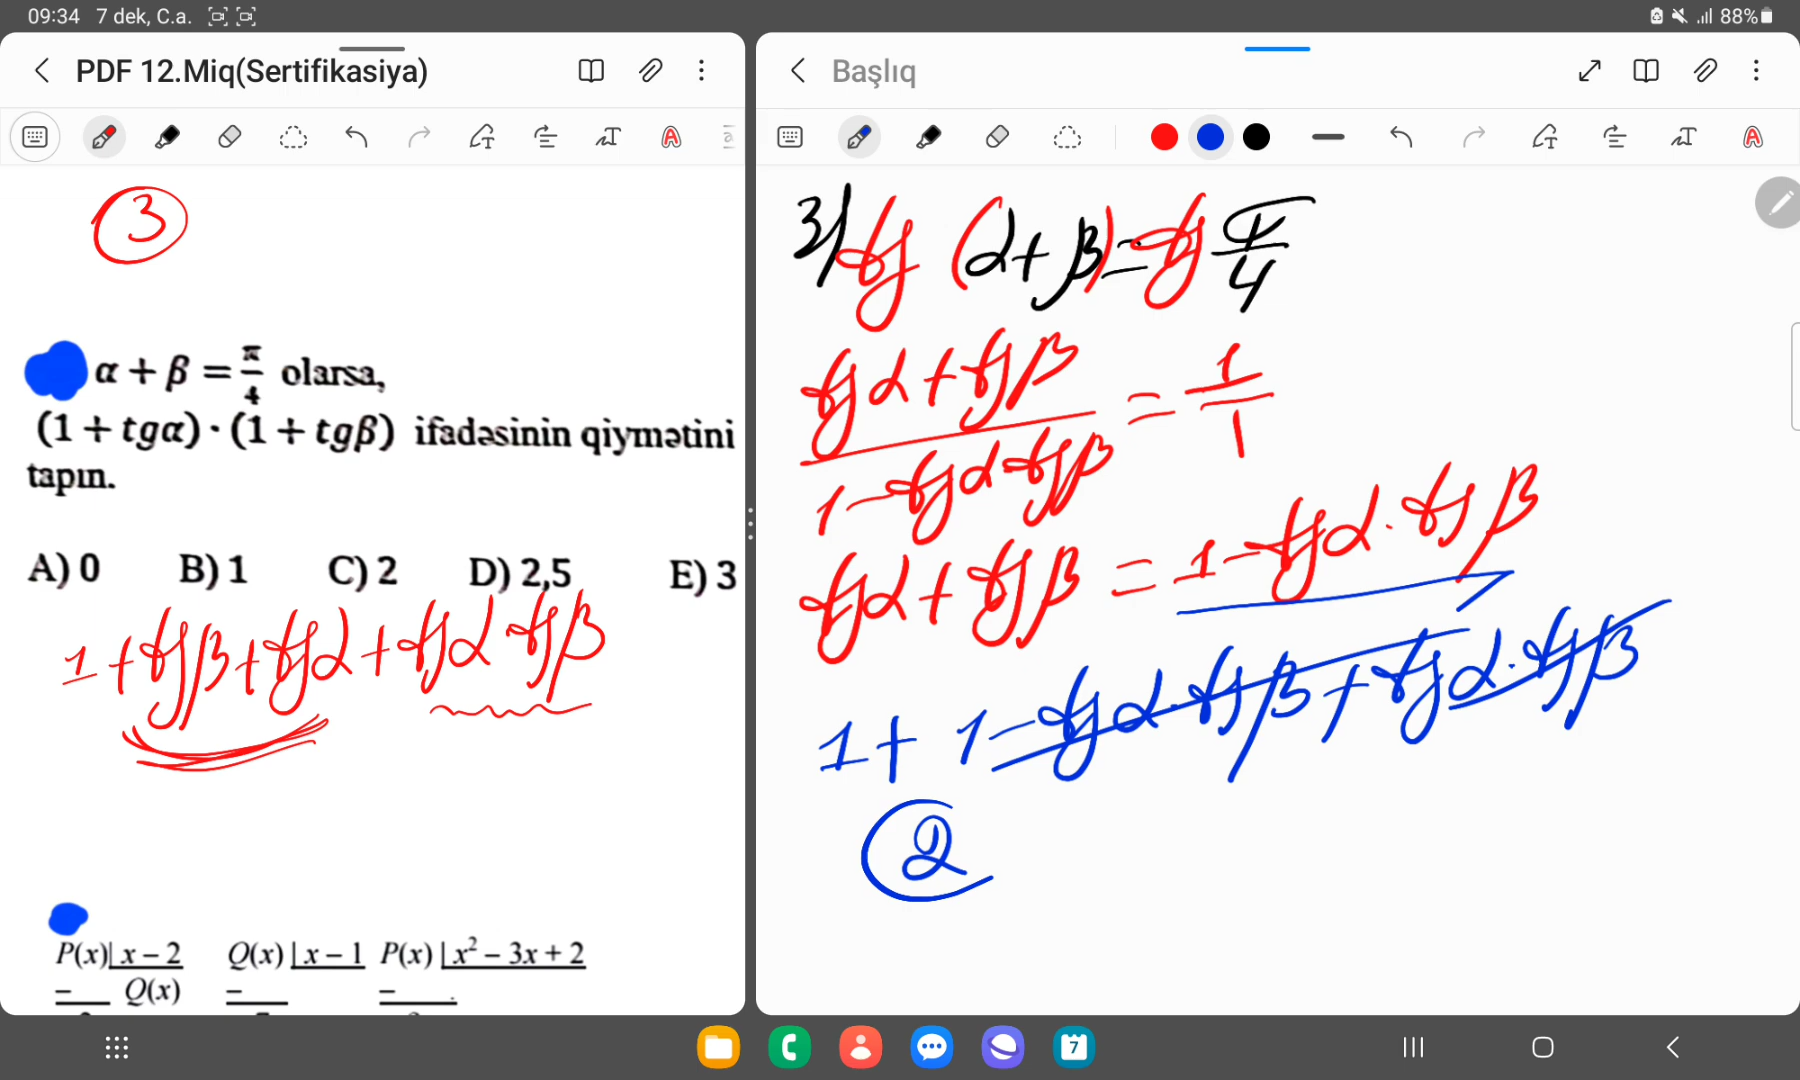 09:34 7 dek, C.a. 88%
PDF 12.Miq(Sertifikasiya)
3
α + β = π/4 olarsa,
(1 + tgα) · (1 + tgβ) ifadəsinin qiymətini
tapın.
A) 0 B) 1 C) 2 D) 2,5 E) 3
1 + tgβ + tgα + tgα tgβ
P(x)| x – 2 Q(x) | x – 1 P(x) | x² – 3x + 2
– Q(x) – –
Başlıq
3) tg (α + β) = tg π/4
tgα + tgβ / 1 – tgα·tgβ = 1/1
tgα + tgβ = 1 – tgα · tgβ
1 + 1 – tgα · tgβ + tgα · tgβ
2
7